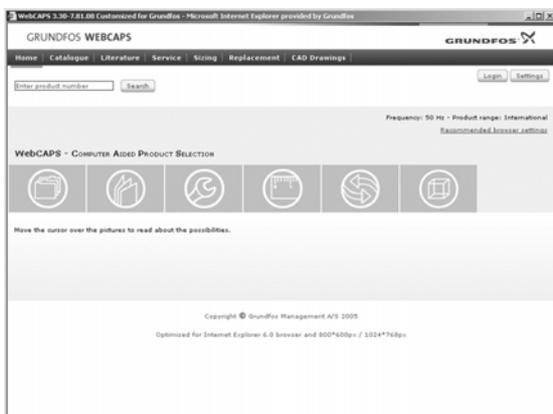 WebCAPS 3.30-7.81.00 Customized for Grundfos - Microsoft Internet Explorer provided by Grundfos
GRUNDFOS WEBCAPS
GRUNDFOS
Home Catalogue Literature Service Sizing Replacement CAD Drawings
Login Settings
Enter product number Search
Frequency: 50 Hz - Product range: International
Recommended browser settings
WebCAPS - Computer Aided Product Selection
Move the cursor over the pictures to read about the possibilities.
Copyright © Grundfos Management A/S 2005
Optimized for Internet Explorer 6.0 browser and 800*600px / 1024*768px